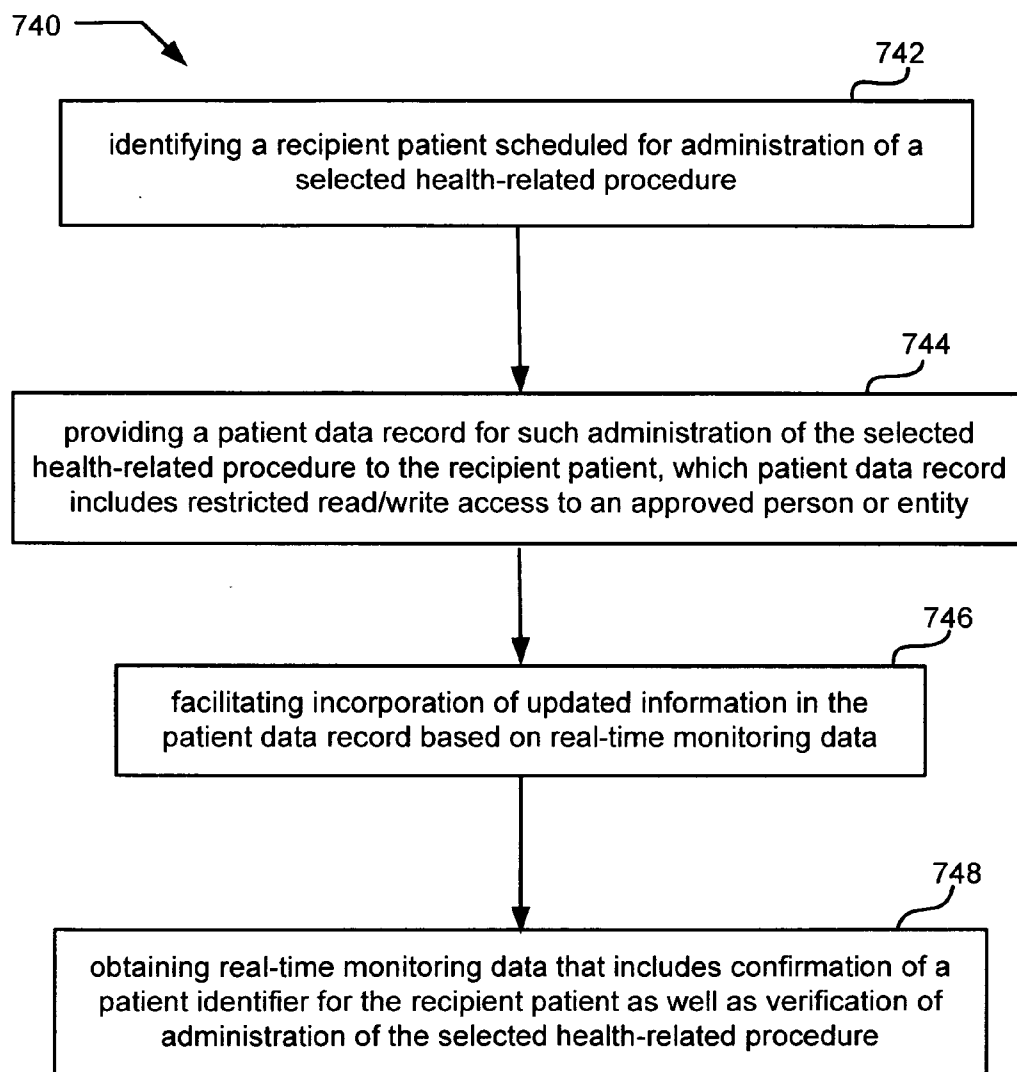 740
742
identifying a recipient patient scheduled for administration of a
selected health-related procedure
744
providing a patient data record for such administration of the selected
health-related procedure to the recipient patient, which patient data record
includes restricted read/write access to an approved person or entity
746
facilitating incorporation of updated information in the
patient data record based on real-time monitoring data
748
obtaining real-time monitoring data that includes confirmation of a
patient identifier for the recipient patient as well as verification of
administration of the selected health-related procedure